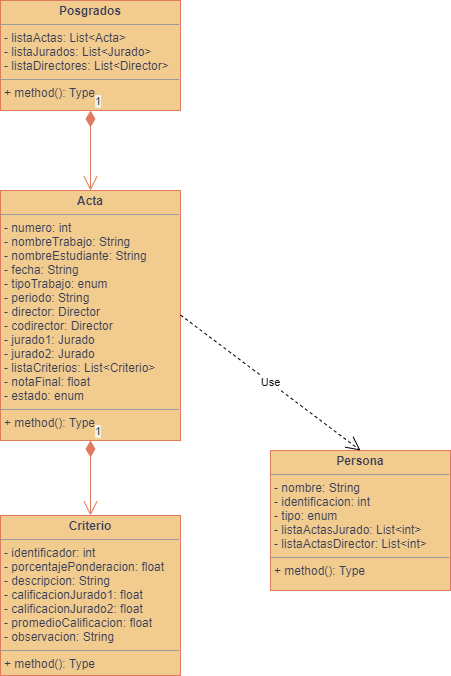 Posgrados
- listaActas: List<Acta>
- listaJurados: List<Jurado>
- listaDirectores: List<Director>
+ method(): Type
1
Acta
- numero: int
- nombreTrabajo: String
- nombreEstudiante: String
- fecha: String
- tipoTrabajo: enum
- periodo: String
- director: Director
- codirector: Director
- jurado1: Jurado
- jurado2: Jurado
- listaCriterios: List<Criterio>
- notaFinal: float
- estado: enum
+ method(): Type
1
Use
Persona
- nombre: String
- identificacion: int
- tipo: enum
- listaActasJurado: List<int>
- listaActasDirector: List<int>
+ method(): Type
Criterio
- identificador: int
- porcentajePonderacion: float
- descripcion: String
- calificacionJurado1: float
- calificacionJurado2: float
- promedioCalificacion: float
- observacion: String
+ method(): Type